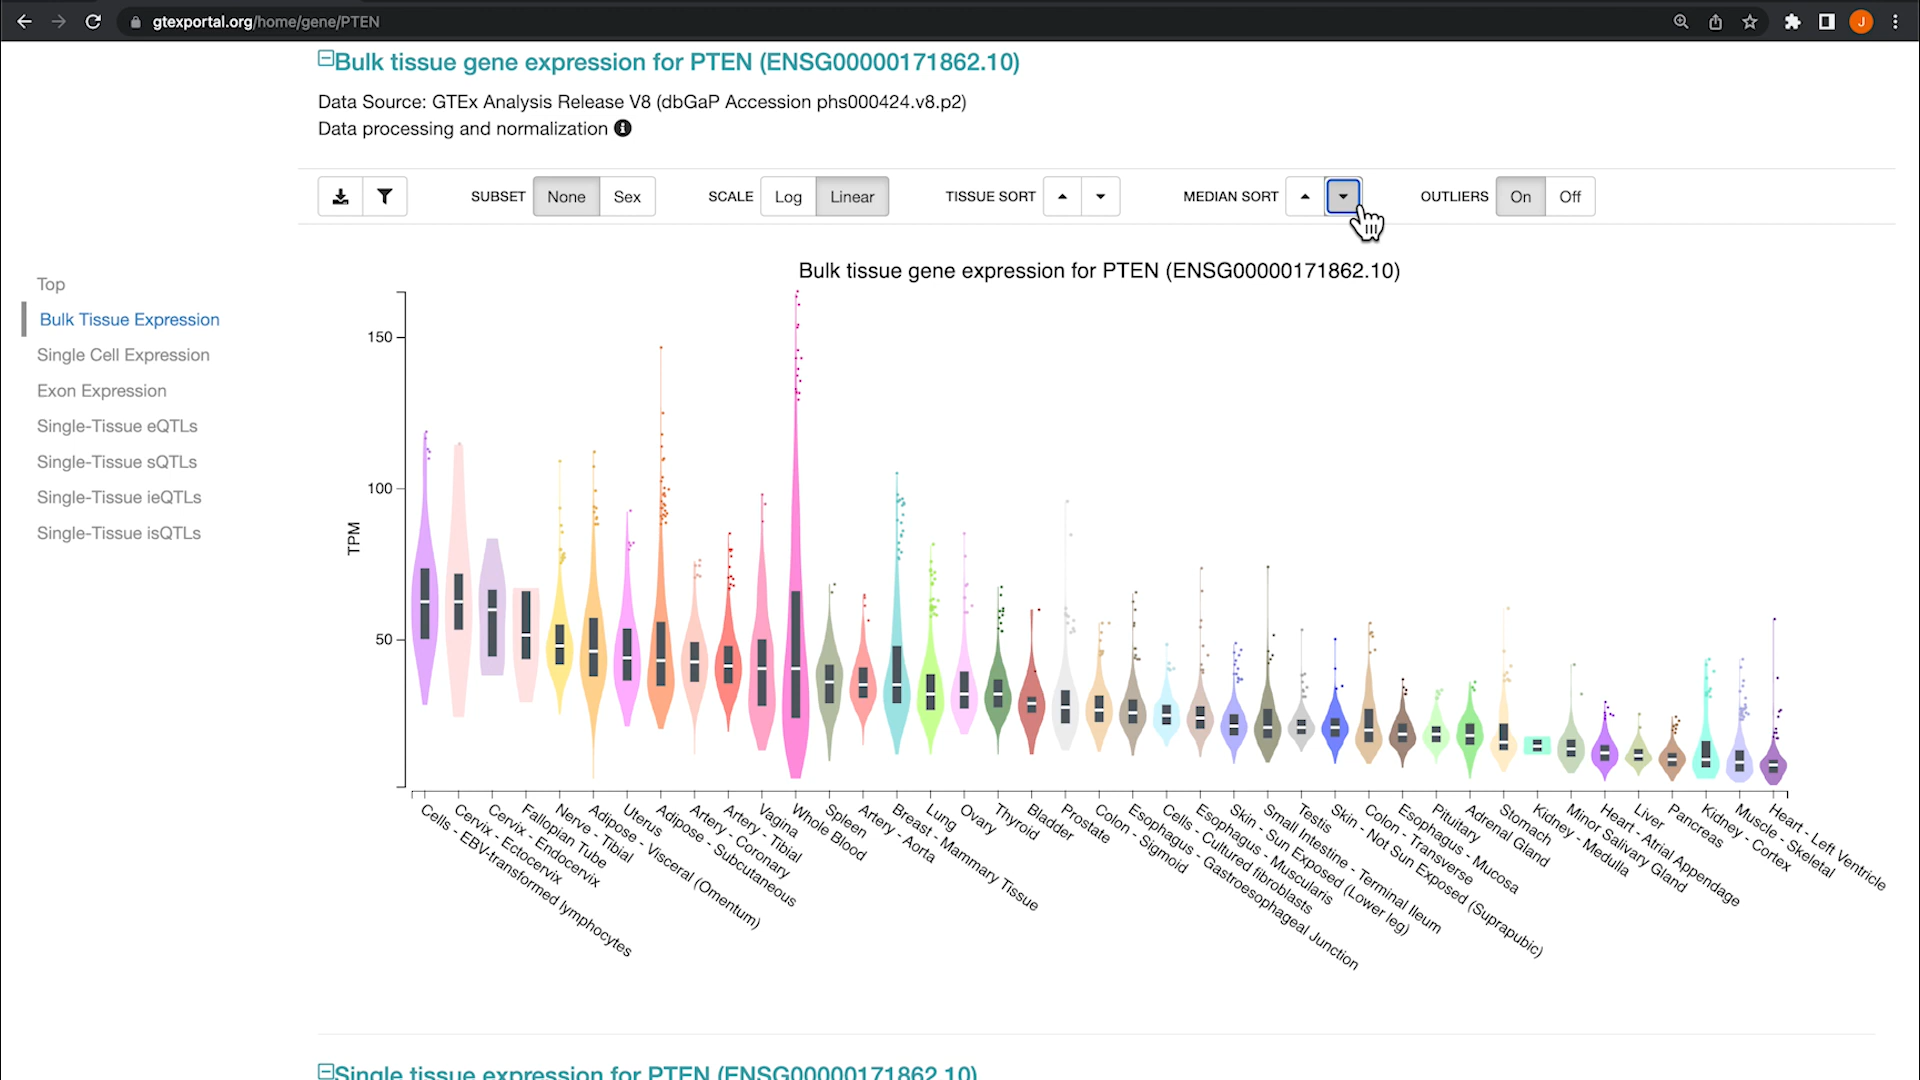 gtexportal.org/home/gene/PTEN
J
Bulk tissue gene expression for PTEN (ENSG00000171862.10)
Data Source: GTEx Analysis Release V8 (dbGaP Accession phs000424.v8.p2)
Data processing and normalization
SUBSET None Sex SCALE Log Linear TISSUE SORT MEDIAN SORT OUTLIERS On Off
Top
Bulk Tissue Expression
Single Cell Expression
Exon Expression
Single-Tissue eQTLs
Single-Tissue sQTLs
Single-Tissue ieQTLs
Single-Tissue isQTLs
Bulk tissue gene expression for PTEN (ENSG00000171862.10)
150
100
50
TPM
Cells - EBV-transformed lymphocytes
Cervix - Ectocervix
Cervix - Endocervix
Fallopian Tube
Nerve - Tibial
Adipose - Visceral (Omentum)
Uterus
Adipose - Subcutaneous
Artery - Coronary
Artery - Tibial
Vagina
Whole Blood
Spleen
Artery - Aorta
Breast - Mammary Tissue
Lung
Ovary
Thyroid
Bladder
Prostate
Colon - Sigmoid
Esophagus - Gastroesophageal Junction
Cells - Cultured fibroblasts
Esophagus - Muscularis
Skin - Sun Exposed (Lower leg)
Small Intestine - Terminal Ileum
Testis
Skin - Not Sun Exposed (Suprapubic)
Colon - Transverse
Esophagus - Mucosa
Pituitary
Adrenal Gland
Stomach
Kidney - Medulla
Minor Salivary Gland
Heart - Atrial Appendage
Liver
Pancreas
Kidney - Cortex
Muscle - Skeletal
Heart - Left Ventricle
Single tissue expression for PTEN (ENSG00000171862.10)